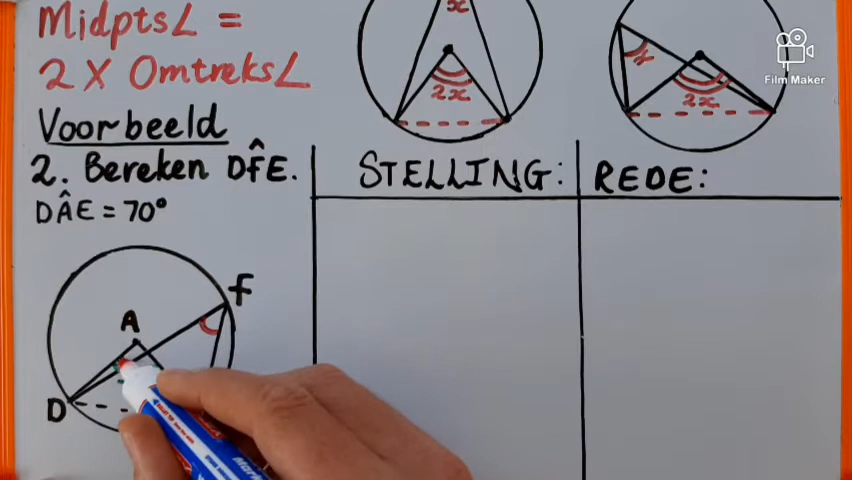 Midpts∠ =
2 X Omtreks∠
x
2x
2x
Film Maker
Voorbeeld
2. Bereken DF̂E.
DÂE = 70°
STELLING:
REDE:
A
F
D